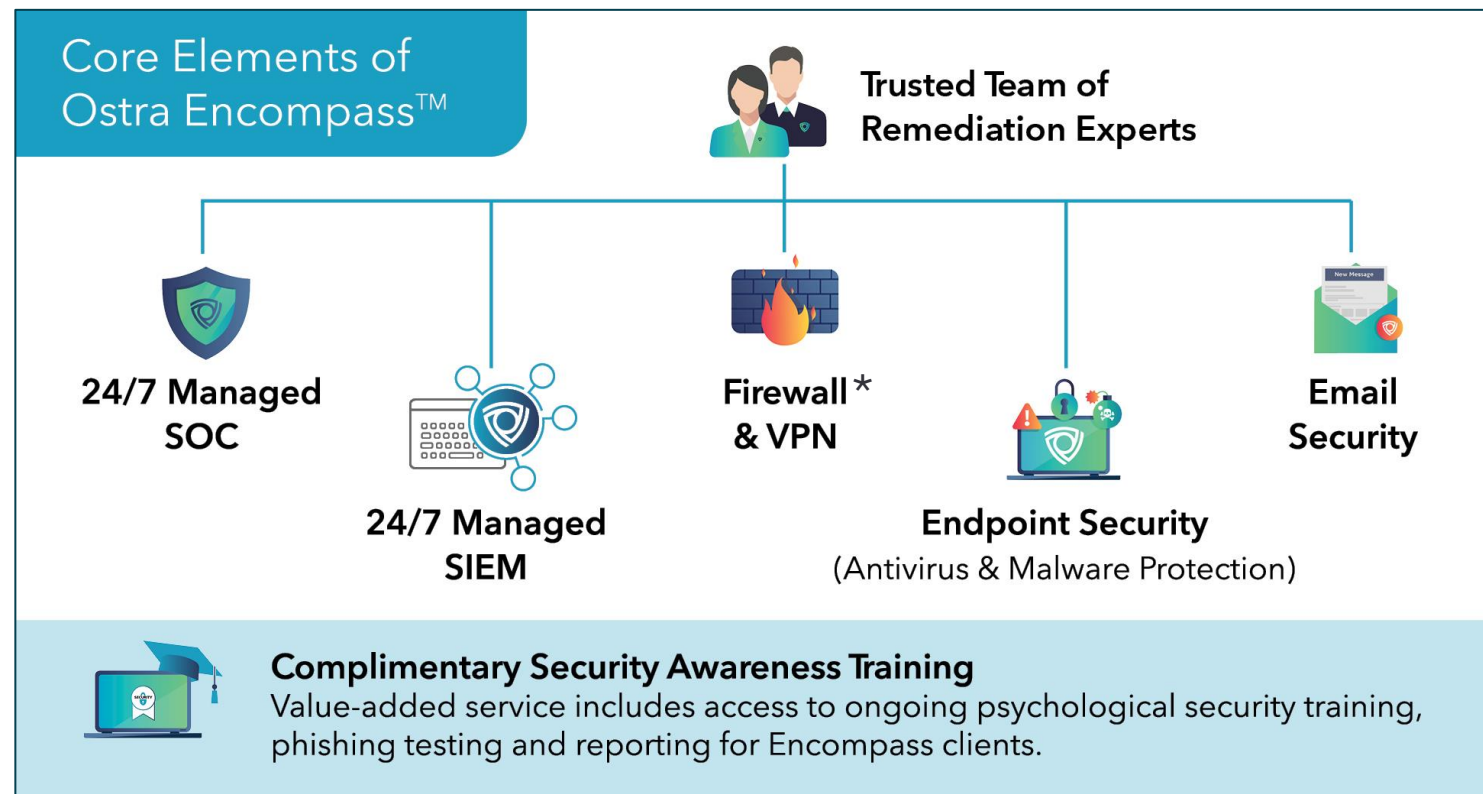 Core Elements of
Ostra Encompass™
Trusted Team of
Remediation Experts
24/7 Managed
SOC
24/7 Managed
SIEM
Firewall*
& VPN
Endpoint Security
(Antivirus & Malware Protection)
New Message
Email
Security
SECURITY
Complimentary Security Awareness Training
Value-added service includes access to ongoing psychological security training,
phishing testing and reporting for Encompass clients.